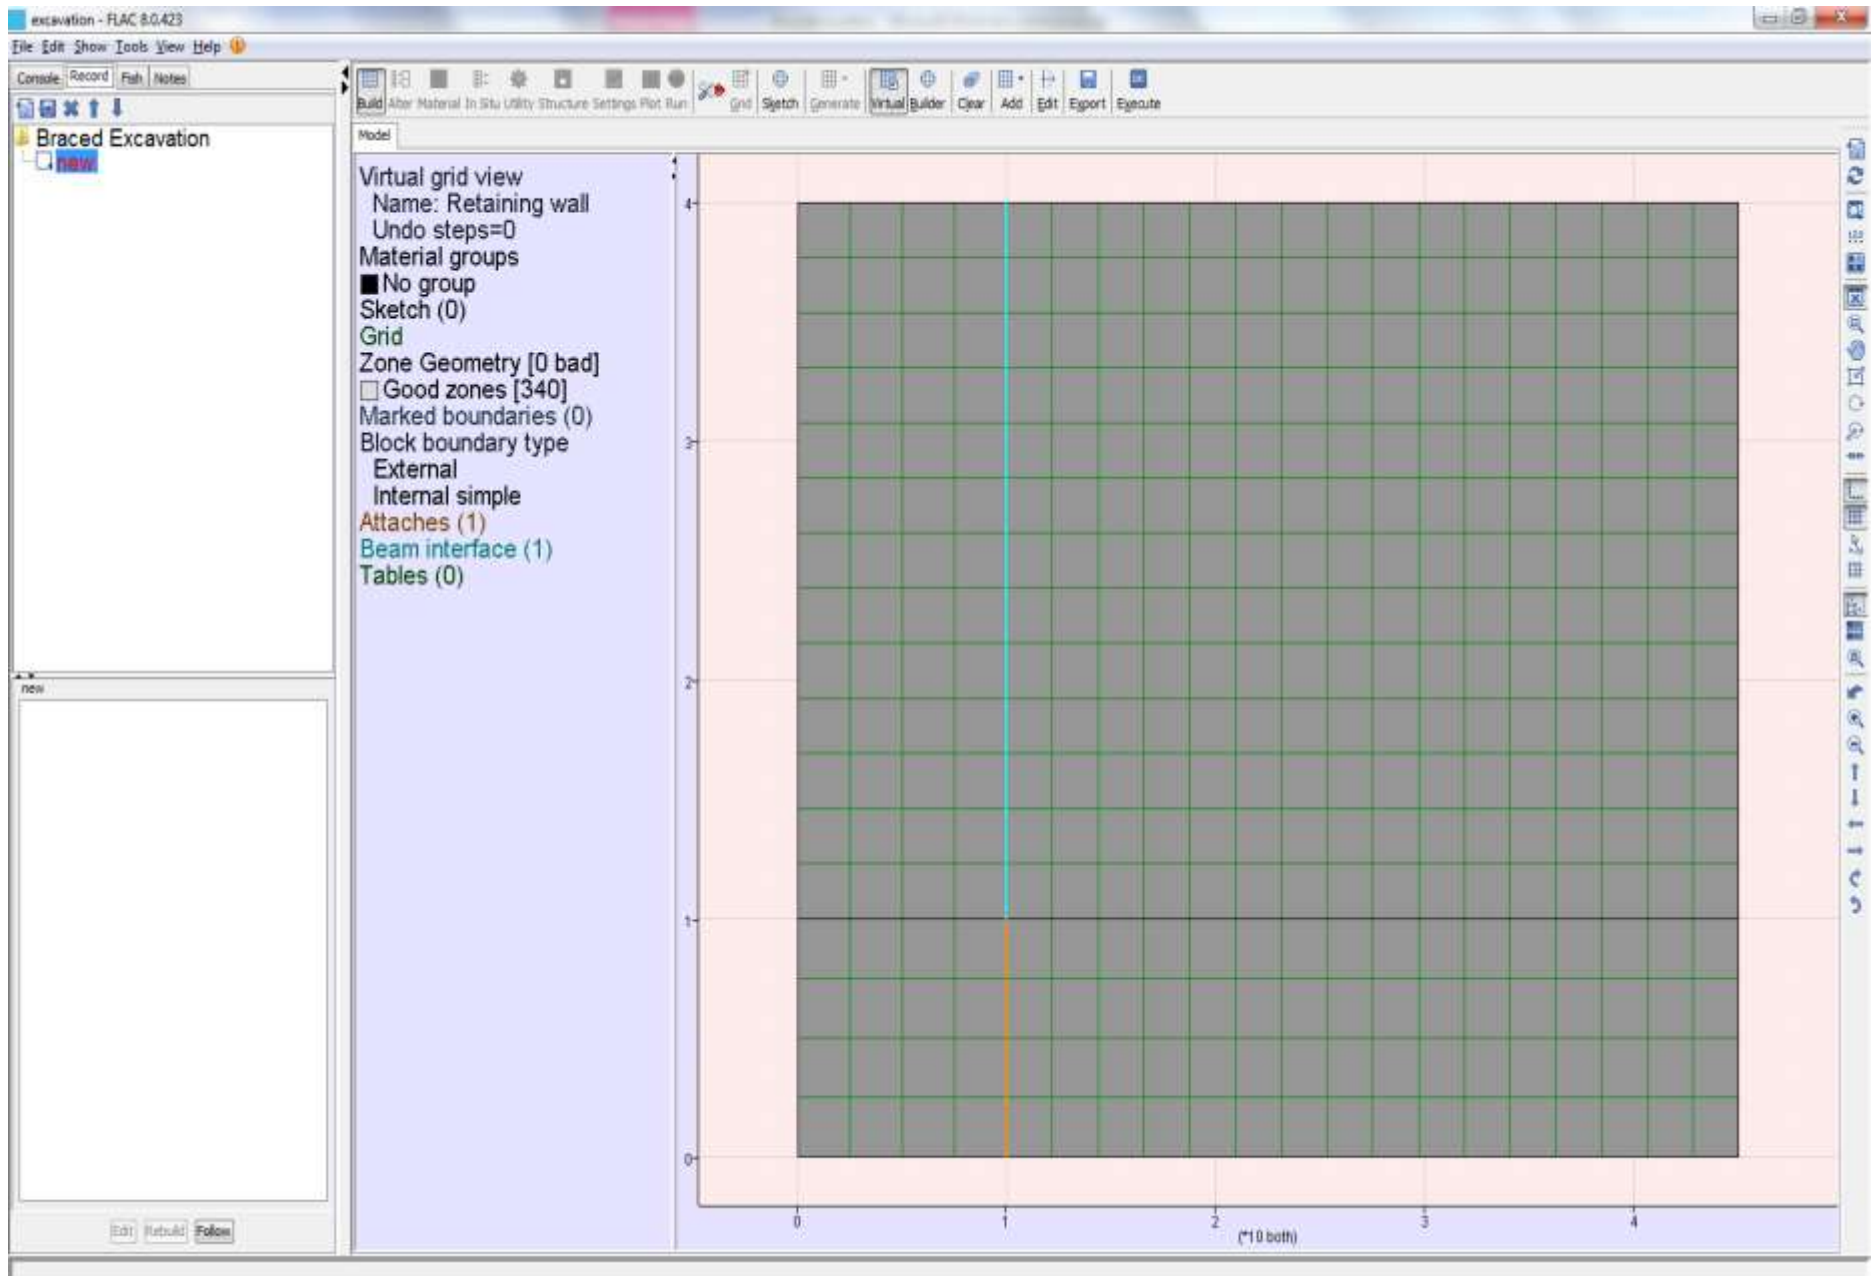 excavation - FLAC 8.0.423
File Edit Show Tools View Help
Console Record Fish Notes
Build Alter Material In Situ Utility Structure Settings Plot Run Grid Sketch Generate Virtual Builder Clear Add Edit Export Execute
Model
Braced Excavation
new
Virtual grid view
Name: Retaining wall
Undo steps=0
Material groups
No group
Sketch (0)
Grid
Zone Geometry [0 bad]
Good zones [340]
Marked boundaries (0)
Block boundary type
External
Internal simple
Attaches (1)
Beam interface (1)
Tables (0)
new
Edit Rebuild Follow
4
3
2
1
0
0 1 2 3 4
(*10 both)